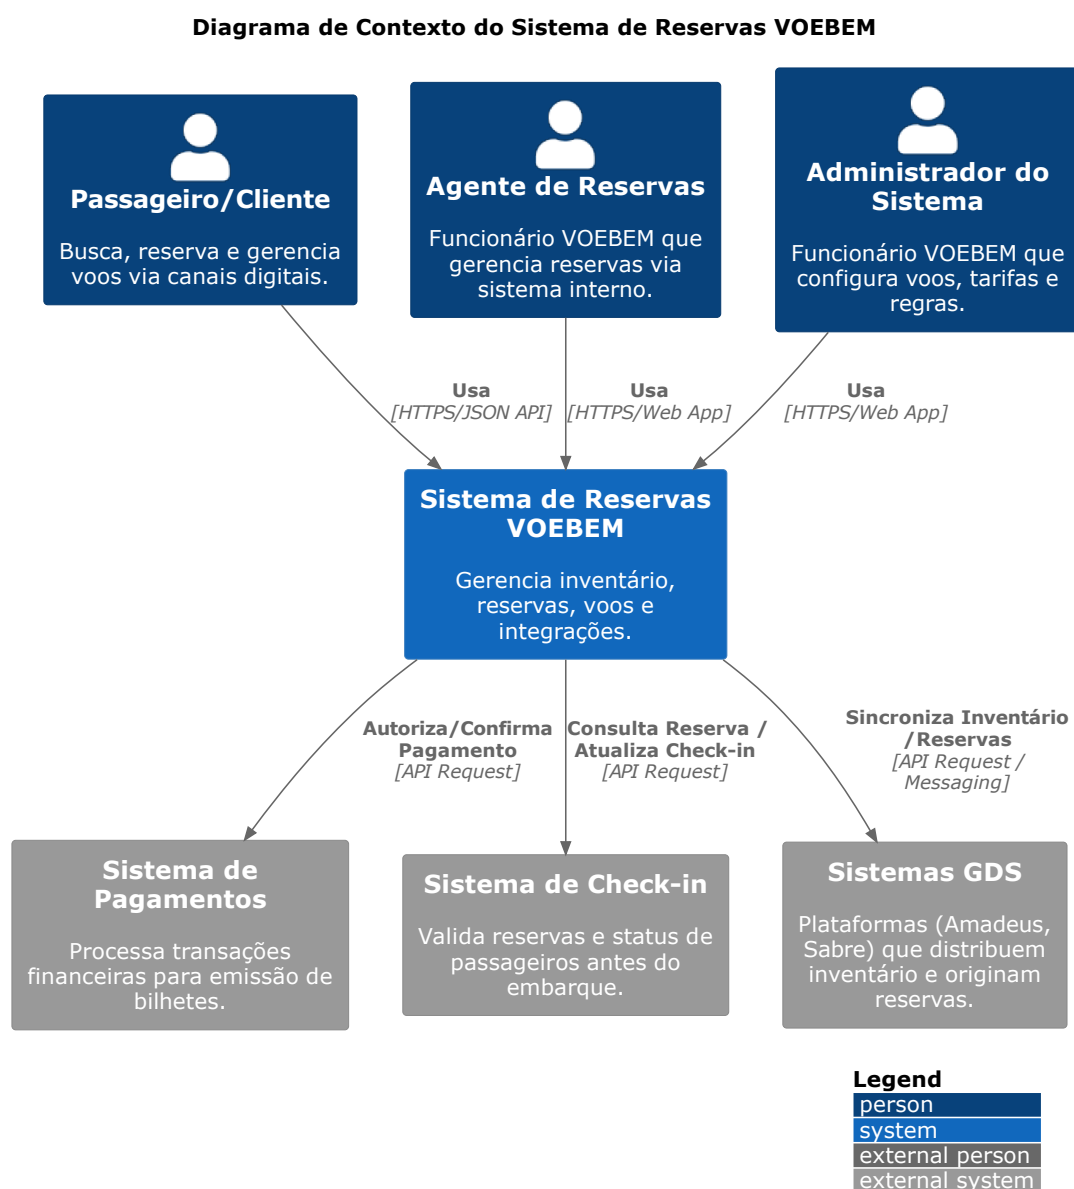 Diagrama de Contexto do Sistema de Reservas VOEBEM
Passageiro/Cliente
Busca, reserva e gerencia
voos via canais digitais.
Agente de Reservas
Funcionário VOEBEM que
gerencia reservas via
sistema interno.
Administrador do
Sistema
Funcionário VOEBEM que
configura voos, tarifas e
regras.
Usa
[HTTPS/JSON API]
Usa
[HTTPS/Web App]
Usa
[HTTPS/Web App]
Sistema de Reservas
VOEBEM
Gerencia inventário,
reservas, voos e
integrações.
Autoriza/Confirma
Pagamento
[API Request]
Consulta Reserva /
Atualiza Check-in
[API Request]
Sincroniza Inventário
/Reservas
[API Request /
Messaging]
Sistema de
Pagamentos
Processa transações
financeiras para emissão de
bilhetes.
Sistema de Check-in
Valida reservas e status de
passageiros antes do
embarque.
Sistemas GDS
Plataformas (Amadeus,
Sabre) que distribuem
inventário e originam
reservas.
Legend
person
system
external person
external system